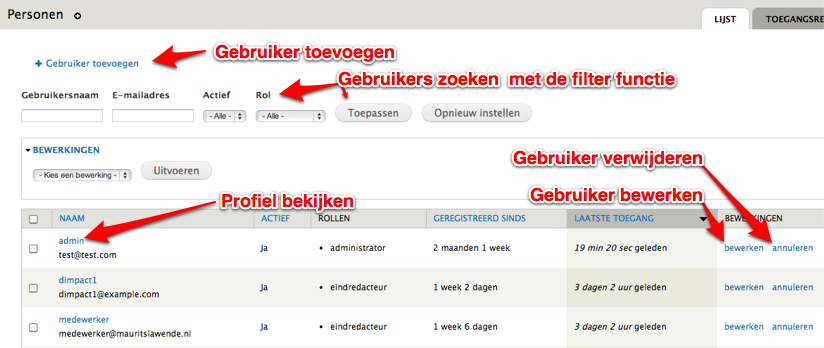 Personen
LIJST TOEGANGSRE
Gebruiker toevoegen
+ Gebruiker toevoegen
Gebruikers zoeken met de filter functie
Gebruikersnaam E-mailadres Actief Rol
- Alle - - Alle - Toepassen Opnieuw instellen
BEWERKINGEN
Gebruiker verwijderen
- Kies een bewerking - Uitvoeren
Gebruiker bewerken
Profiel bekijken
NAAM ACTIEF ROLLEN GEREGISTREERD SINDS LAATSTE TOEGANG BEWERKINGEN
admin Ja • administrator 2 maanden 1 week 19 min 20 sec geleden bewerken annuleren
test@test.com
dimpact1 Ja • eindredacteur 1 week 2 dagen 3 dagen 2 uur geleden bewerken annuleren
dimpact1@example.com
medewerker Ja • eindredacteur 1 week 6 dagen 3 dagen 2 uur geleden bewerken annuleren
medewerker@mauritslawende.nl